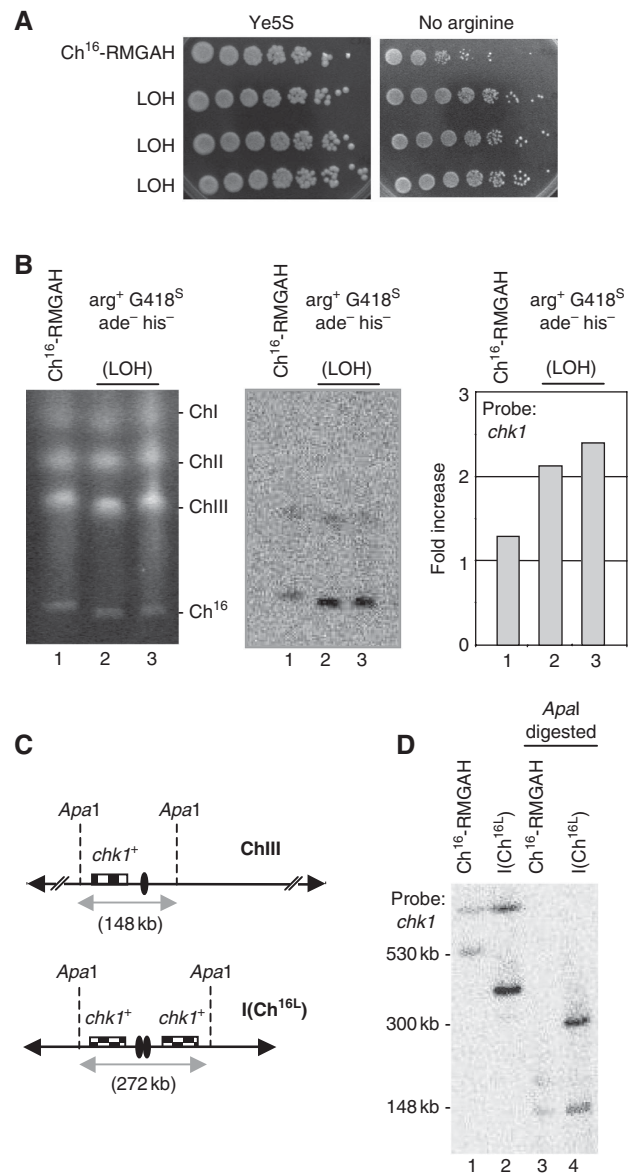 A
Ye5S
No arginine
Ch¹⁶-RMGAH
LOH
LOH
LOH
B
Ch¹⁶-RMGAH
arg⁺ G418ˢ
ade⁻ his⁻
(LOH)
ChI
ChII
ChIII
Ch¹⁶
1 2 3
Ch¹⁶-RMGAH
arg⁺ G418ˢ
ade⁻ his⁻
(LOH)
1 2 3
Ch¹⁶-RMGAH
arg⁺ G418ˢ
ade⁻ his⁻
(LOH)
Probe:
chk1
Fold increase
3
2
1
0
1 2 3
C
Apa1 Apa1
chk1⁺
ChIII
(148 kb)
Apa1 Apa1
chk1⁺ chk1⁺
I(Ch¹⁶ᴸ)
(272 kb)
D
ApaI
digested
Ch¹⁶-RMGAH
I(Ch¹⁶ᴸ)
Ch¹⁶-RMGAH
I(Ch¹⁶ᴸ)
Probe:
chk1
530 kb -
300 kb -
148 kb -
1 2 3 4